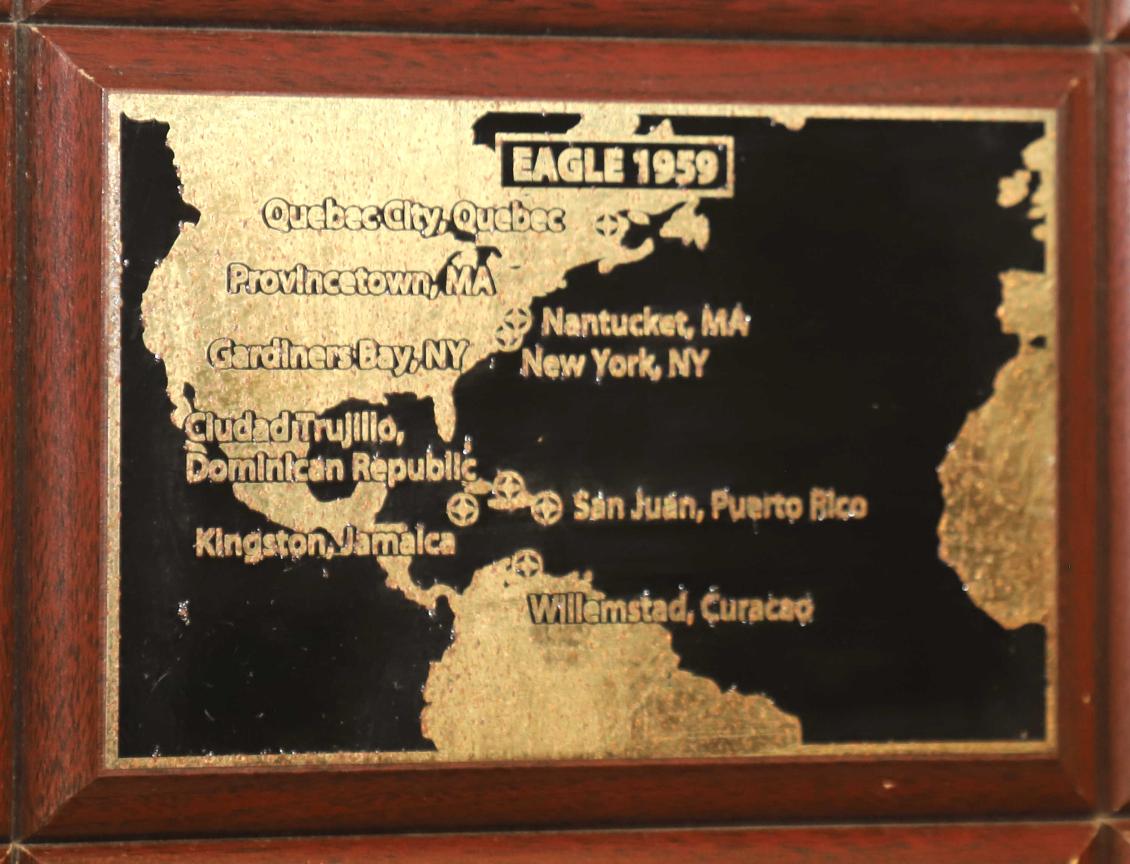 EAGLE 1959
Quebec City, Quebec
Provincetown, MA
Nantucket, MA
Gardiners Bay, NY
New York, NY
Ciudad Trujillo,
Dominican Republic
San Juan, Puerto Rico
Kingston, Jamaica
Willemstad, Curacao